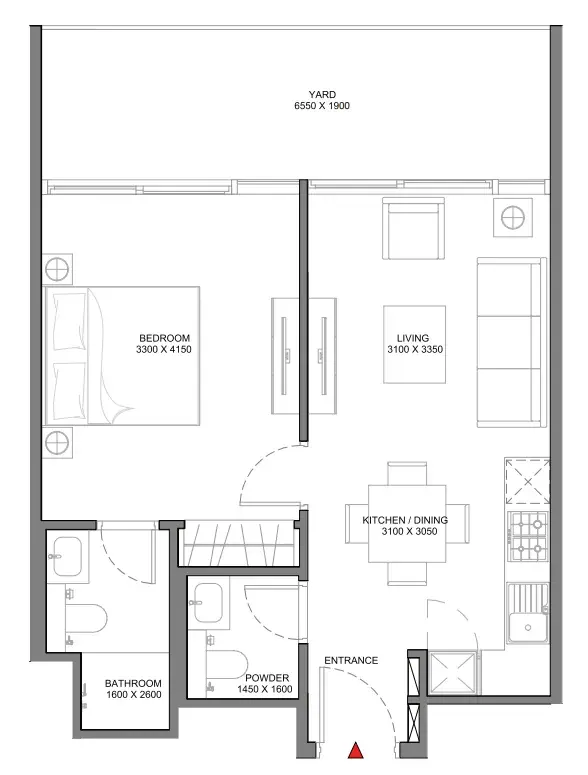 YARD
6550 X 1900
BEDROOM
3300 X 4150
LIVING
3100 X 3350
KITCHEN / DINING
3100 X 3050
BATHROOM
1600 X 2600
POWDER
1450 X 1600
ENTRANCE